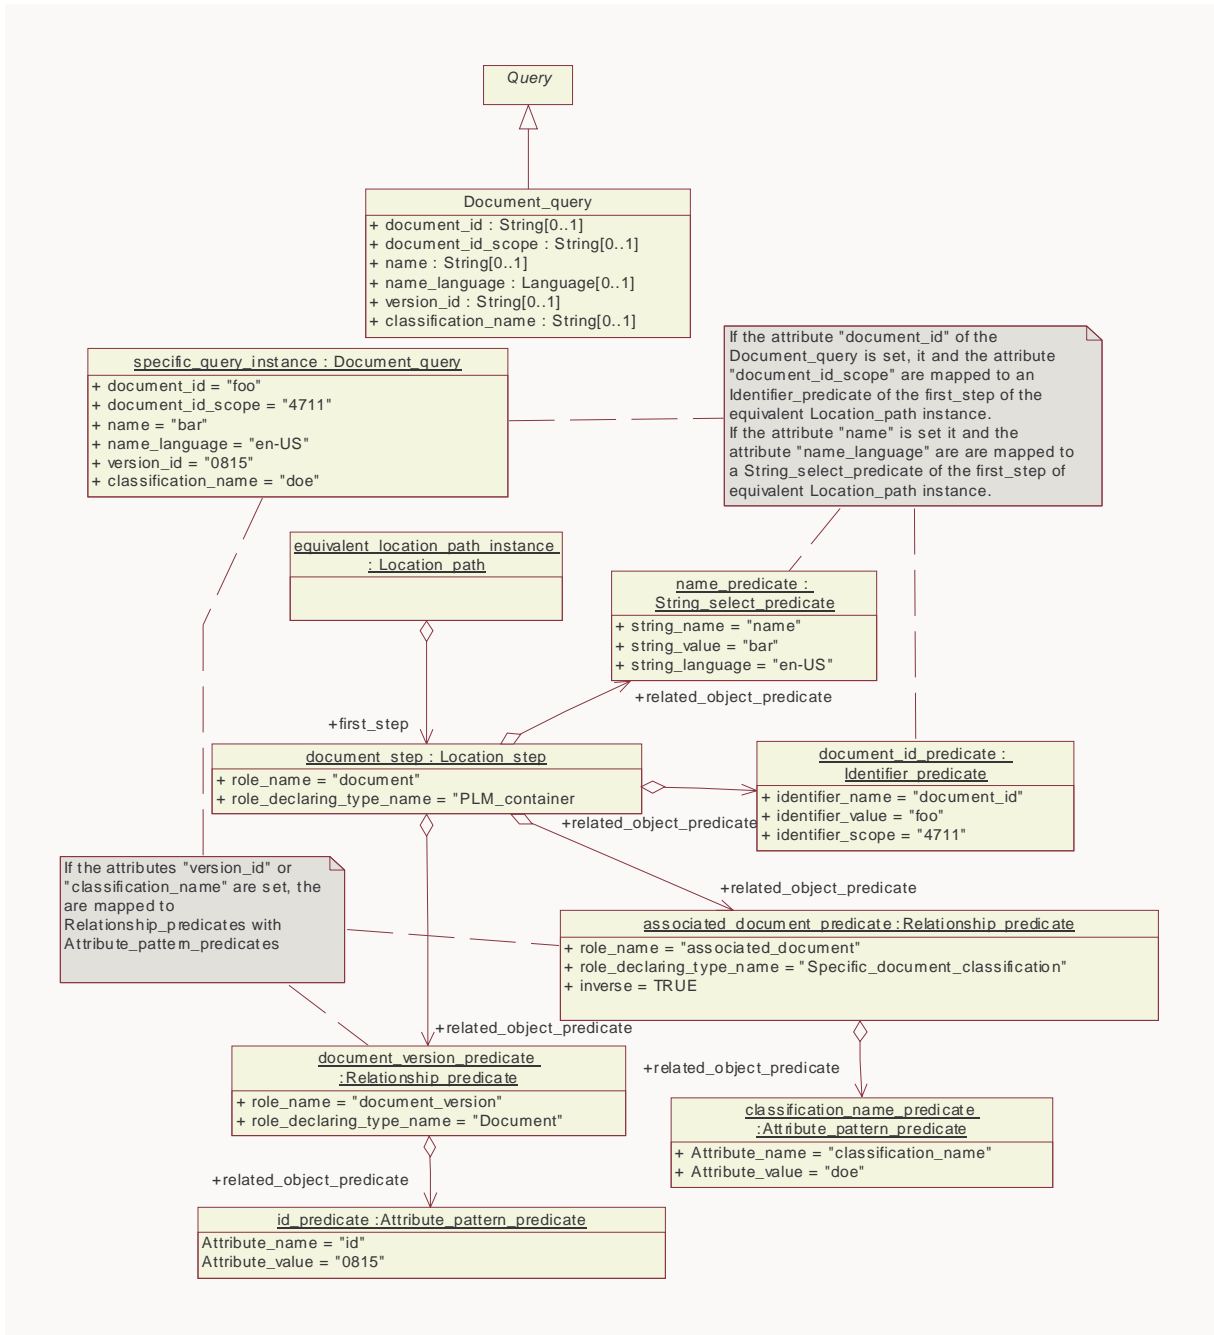 Query
Document_query
+ document_id : String[0..1]
+ document_id_scope : String[0..1]
+ name : String[0..1]
+ name_language : Language[0..1]
+ version_id : String[0..1]
+ classification_name : String[0..1]
specific_query_instance : Document_query
+ document_id = "foo"
+ document_id_scope = "4711"
+ name = "bar"
+ name_language = "en-US"
+ version_id = "0815"
+ classification_name = "doe"
If the attribute "document_id" of the
Document_query is set, it and the attribute
"document_id_scope" are mapped to an
Identifier_predicate of the first_step of the
equivalent Location_path instance.
If the attribute "name" is set it and the
attribute "name_language" are are mapped to
a String_select_predicate of the first_step of
equivalent Location_path instance.
equivalent_location_path_instance
: Location_path
name_predicate :
String_select_predicate
+ string_name = "name"
+ string_value = "bar"
+ string_language = "en-US"
+related_object_predicate
+first_step
document_step : Location_step
+ role_name = "document"
+ role_declaring_type_name = "PLM_container
document_id_predicate :
Identifier_predicate
+ identifier_name = "document_id"
+ identifier_value = "foo"
+ identifier_scope = "4711"
+related_object_predicate
If the attributes "version_id" or
"classification_name" are set, the
are mapped to
Relationship_predicates with
Attribute_pattern_predicates
+related_object_predicate
associated_document_predicate :Relationship_predicate
+ role_name = "associated_document"
+ role_declaring_type_name = "Specific_document_classification"
+ inverse = TRUE
+related_object_predicate
document_version_predicate
:Relationship_predicate
+ role_name = "document_version"
+ role_declaring_type_name = "Document"
+related_object_predicate
classification_name_predicate
:Attribute_pattern_predicate
+ Attribute_name = "classification_name"
+ Attribute_value = "doe"
+related_object_predicate
id_predicate :Attribute_pattern_predicate
Attribute_name = "id"
Attribute_value = "0815"